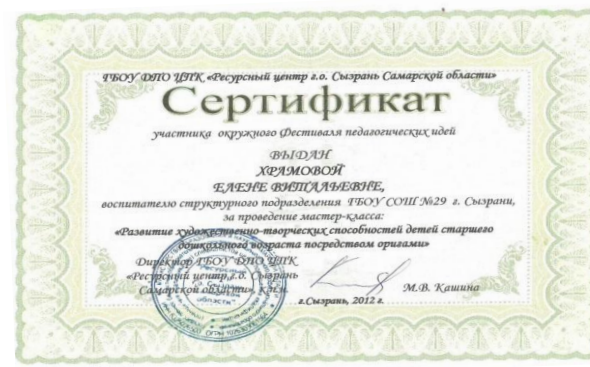 ГБОУ ДПО ЦПК «Ресурсный центр г.о. Сызрань Самарской области»
Сертификат
участника окружного Фестиваля педагогических идей
ВЫДАН
ХРАМОВОЙ
ЕЛЕНЕ ВИТАЛЬЕВНЕ,
воспитателю структурного подразделения ГБОУ СОШ №29 г. Сызрани,
за проведение мастер-класса:
«Развитие художественно-творческих способностей детей старшего
дошкольного возраста посредством оригами»
Директор ГБОУ ДПО ЦПК
«Ресурсный центр г.о. Сызрань
Самарской области», к.п.н.
М.В. Кашина
г.Сызрань, 2012 г.